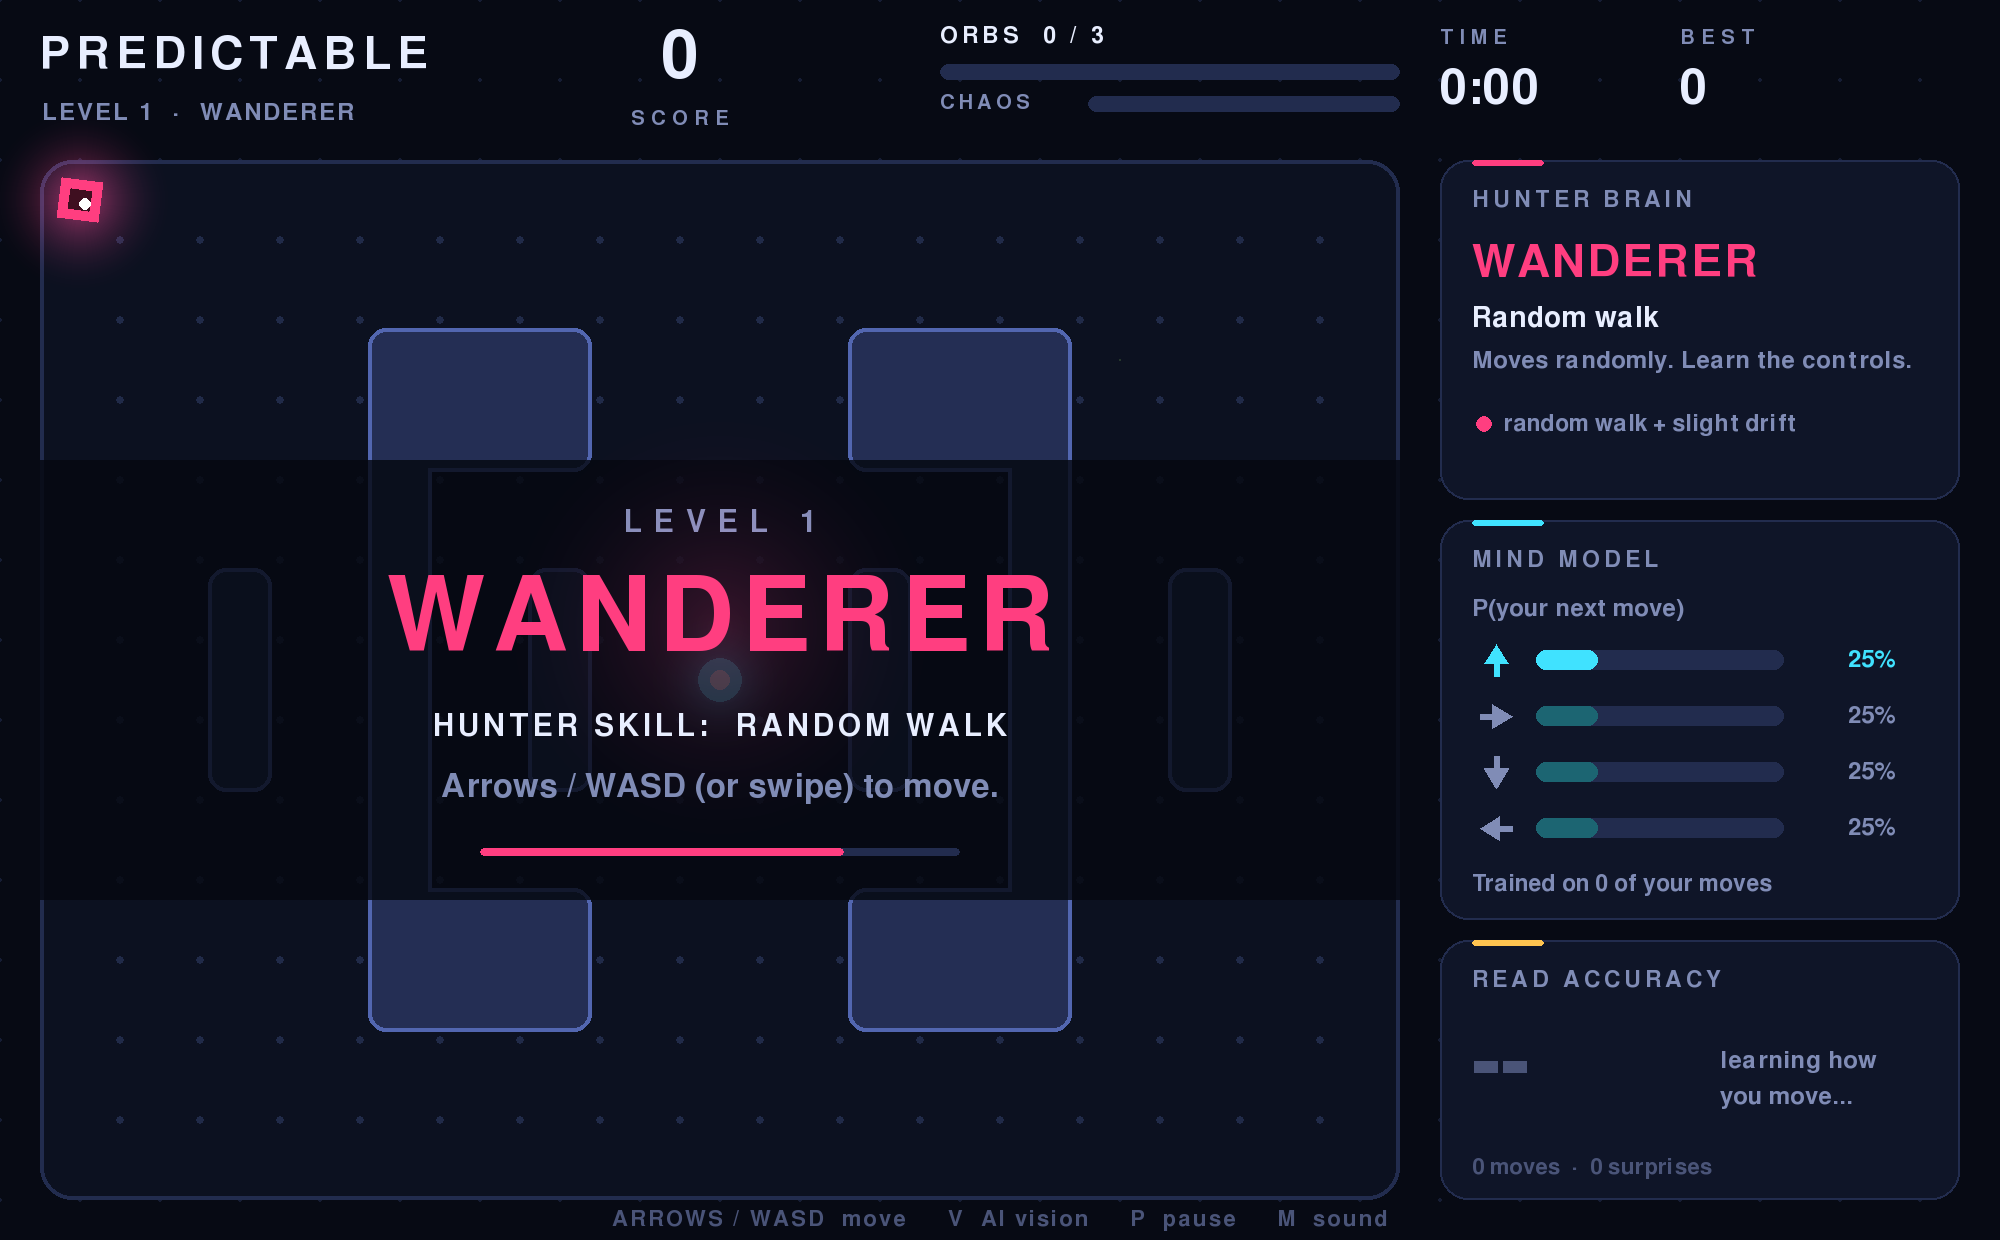 PREDICTABLE
LEVEL 1 · WANDERER
0
SCORE
ORBS 0 / 3
CHAOS
TIME
0:00
BEST
0
LEVEL 1
WANDERER
HUNTER SKILL: RANDOM WALK
Arrows / WASD (or swipe) to move.
HUNTER BRAIN
WANDERER
Random walk
Moves randomly. Learn the controls.
random walk + slight drift
MIND MODEL
P(your next move)
25%
25%
25%
25%
Trained on 0 of your moves
READ ACCURACY
--
learning how
you move...
0 moves · 0 surprises
ARROWS / WASD move V AI vision P pause M sound